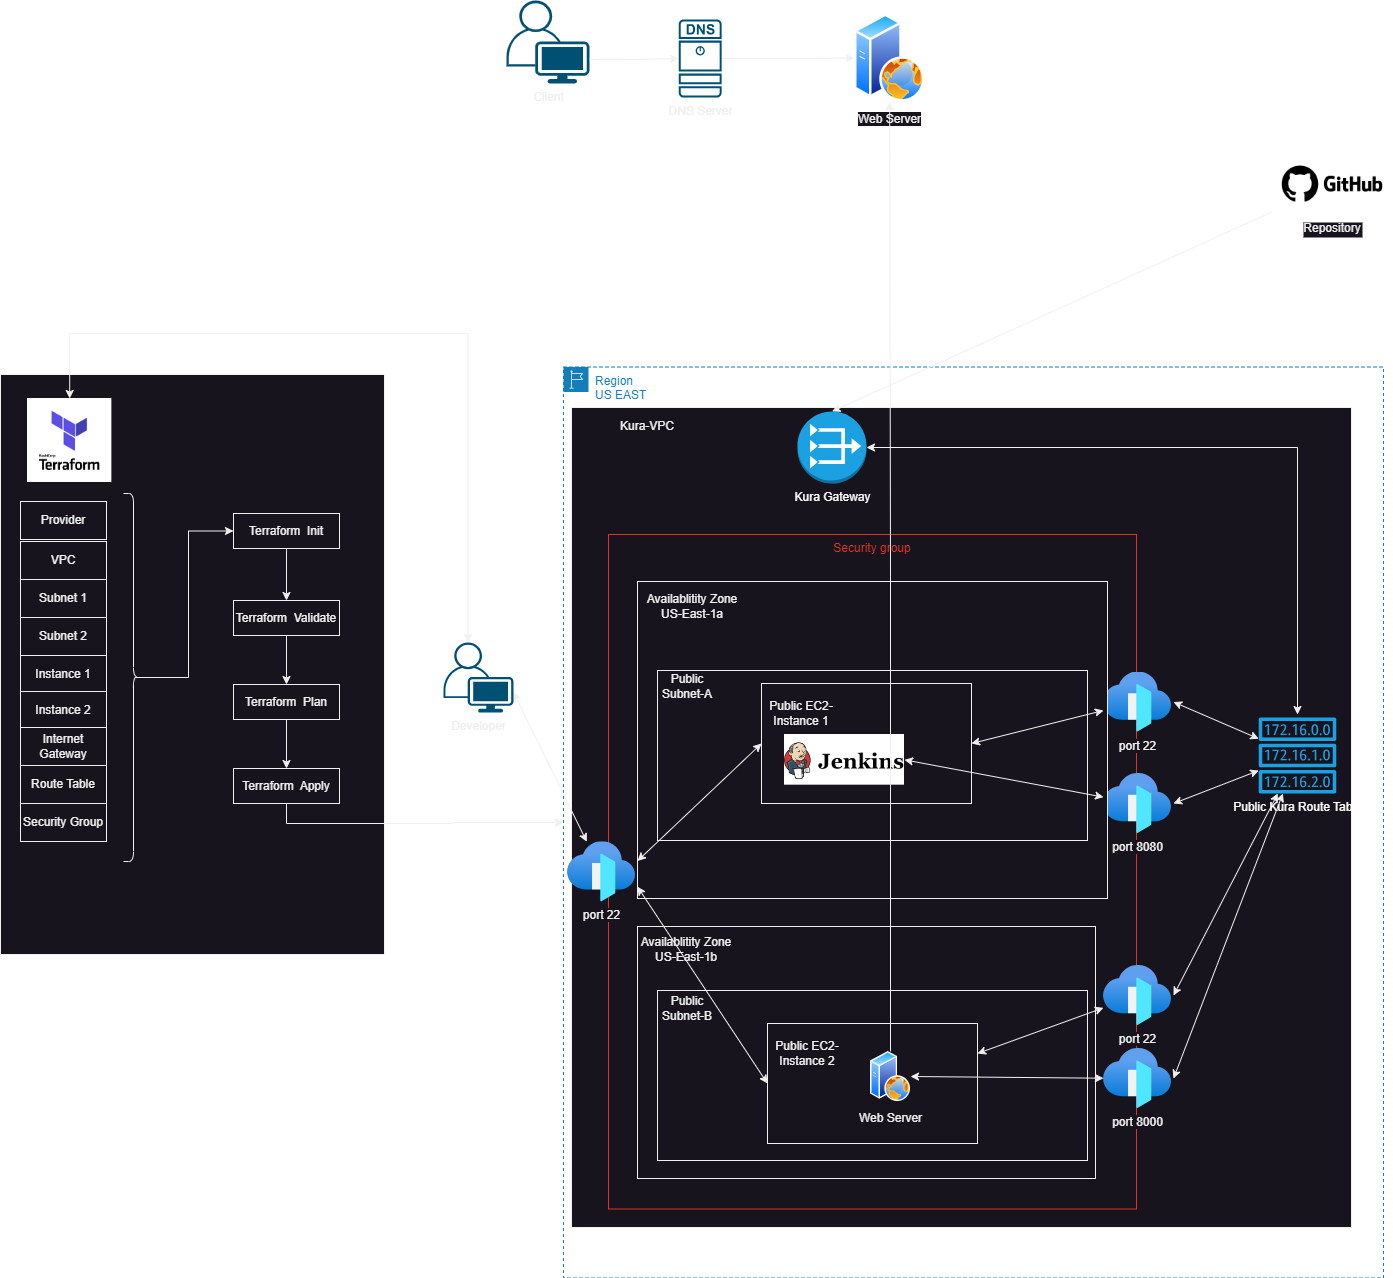 DNS
Client
DNS Server
Web Server
GitHub
Repository
Region
US EAST
Kura-VPC
Kura Gateway
HashiCorp
Terraform
Provider
VPC
Subnet 1
Subnet 2
Instance 1
Instance 2
Internet
Gateway
Route Table
Security Group
Terraform Init
Terraform Validate
Terraform Plan
Terraform Apply
Developer
Security group
Availablitity Zone
US-East-1a
Public
Subnet-A
Public EC2-
Instance 1
Jenkins
port 22
port 8080
172.16.0.0
172.16.1.0
172.16.2.0
Public Kura Route Tab
port 22
Availablitity Zone
US-East-1b
Public
Subnet-B
Public EC2-
Instance 2
Web Server
port 22
port 8000